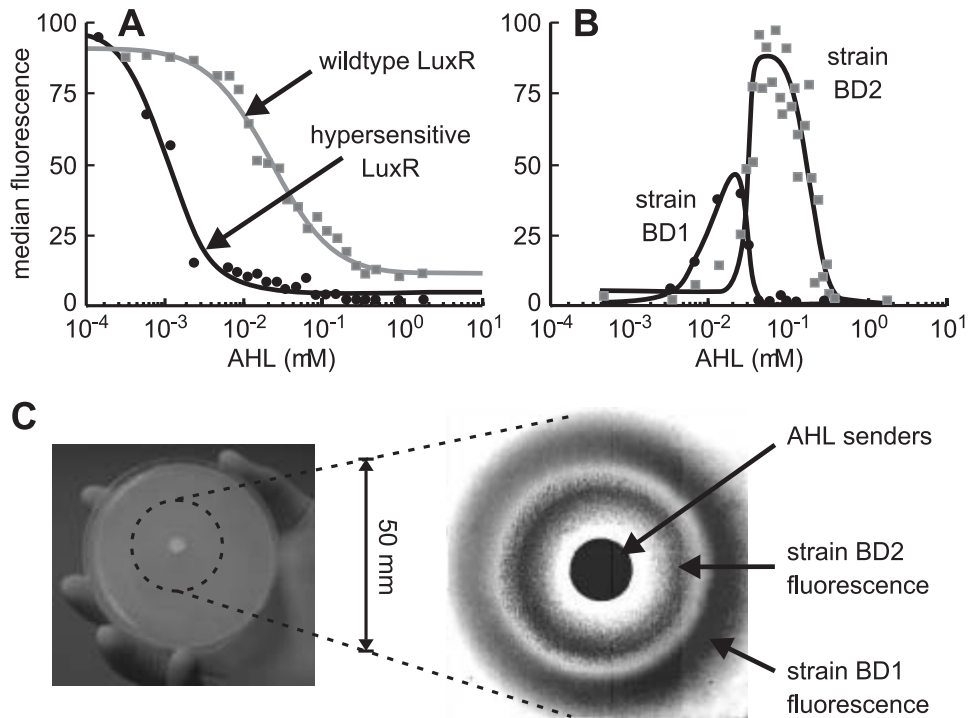 A
100
75
50
25
0
median fluorescence
wildtype LuxR
hypersensitive
LuxR
10-4
10-3
10-2
10-1
100
101
AHL (mM)
B
100
75
50
25
0
strain
BD2
strain
BD1
10-4
10-2
10-1
100
101
AHL (mM)
C
50 mm
AHL senders
strain BD2
fluorescence
strain BD1
fluorescence